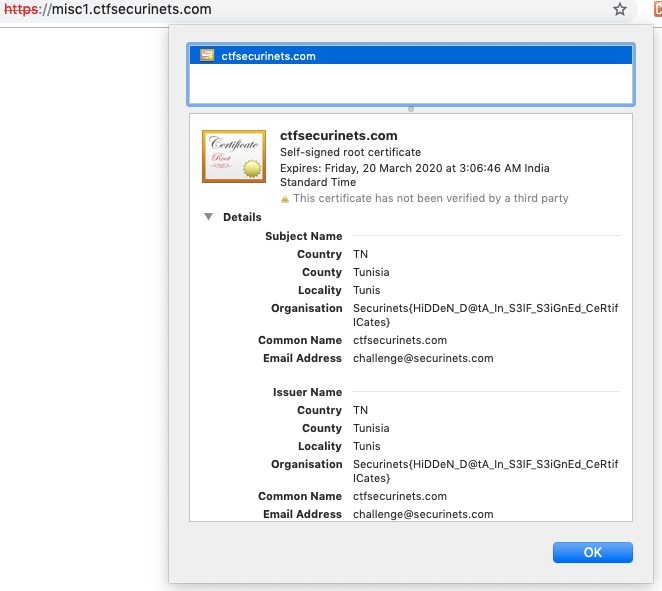 https://misc1.ctfsecurinets.com
ctfsecurinets.com
Certificate
Root
ctfsecurinets.com
Self-signed root certificate
Expires: Friday, 20 March 2020 at 3:06:46 AM India
Standard Time
This certificate has not been verified by a third party
Details
Subject Name
Country TN
County Tunisia
Locality Tunis
Organisation Securinets{HiDDeN_D@tA_In_S3lF_S3iGnEd_CeRtif
ICates}
Common Name ctfsecurinets.com
Email Address challenge@securinets.com
Issuer Name
Country TN
County Tunisia
Locality Tunis
Organisation Securinets{HiDDeN_D@tA_In_S3lF_S3iGnEd_CeRtif
ICates}
Common Name ctfsecurinets.com
Email Address challenge@securinets.com
OK